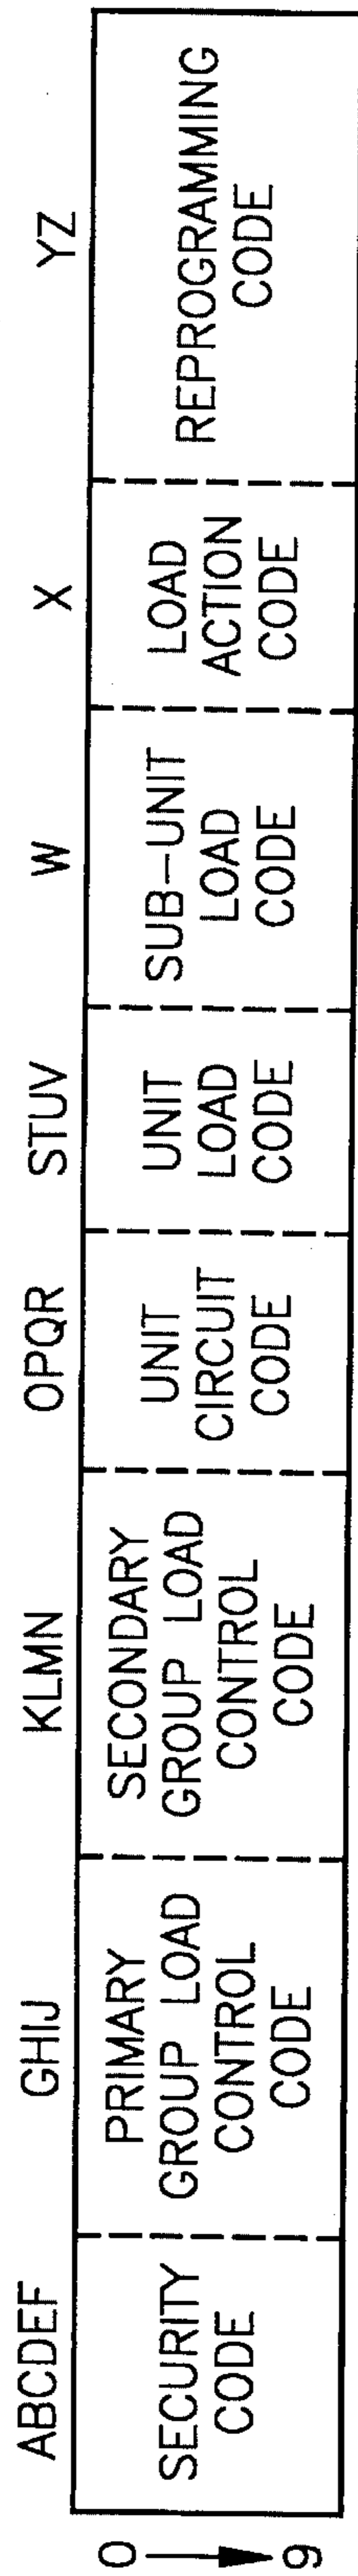 ABCDEF GHIJ KLMN OPQR STUV W X YZ
0
9
SECURITY
CODE
PRIMARY
GROUP LOAD
CONTROL
CODE
SECONDARY
GROUP LOAD
CONTROL
CODE
UNIT
CIRCUIT
CODE
UNIT
LOAD
CODE
SUB-UNIT
LOAD
CODE
LOAD
ACTION
CODE
REPROGRAMMING
CODE